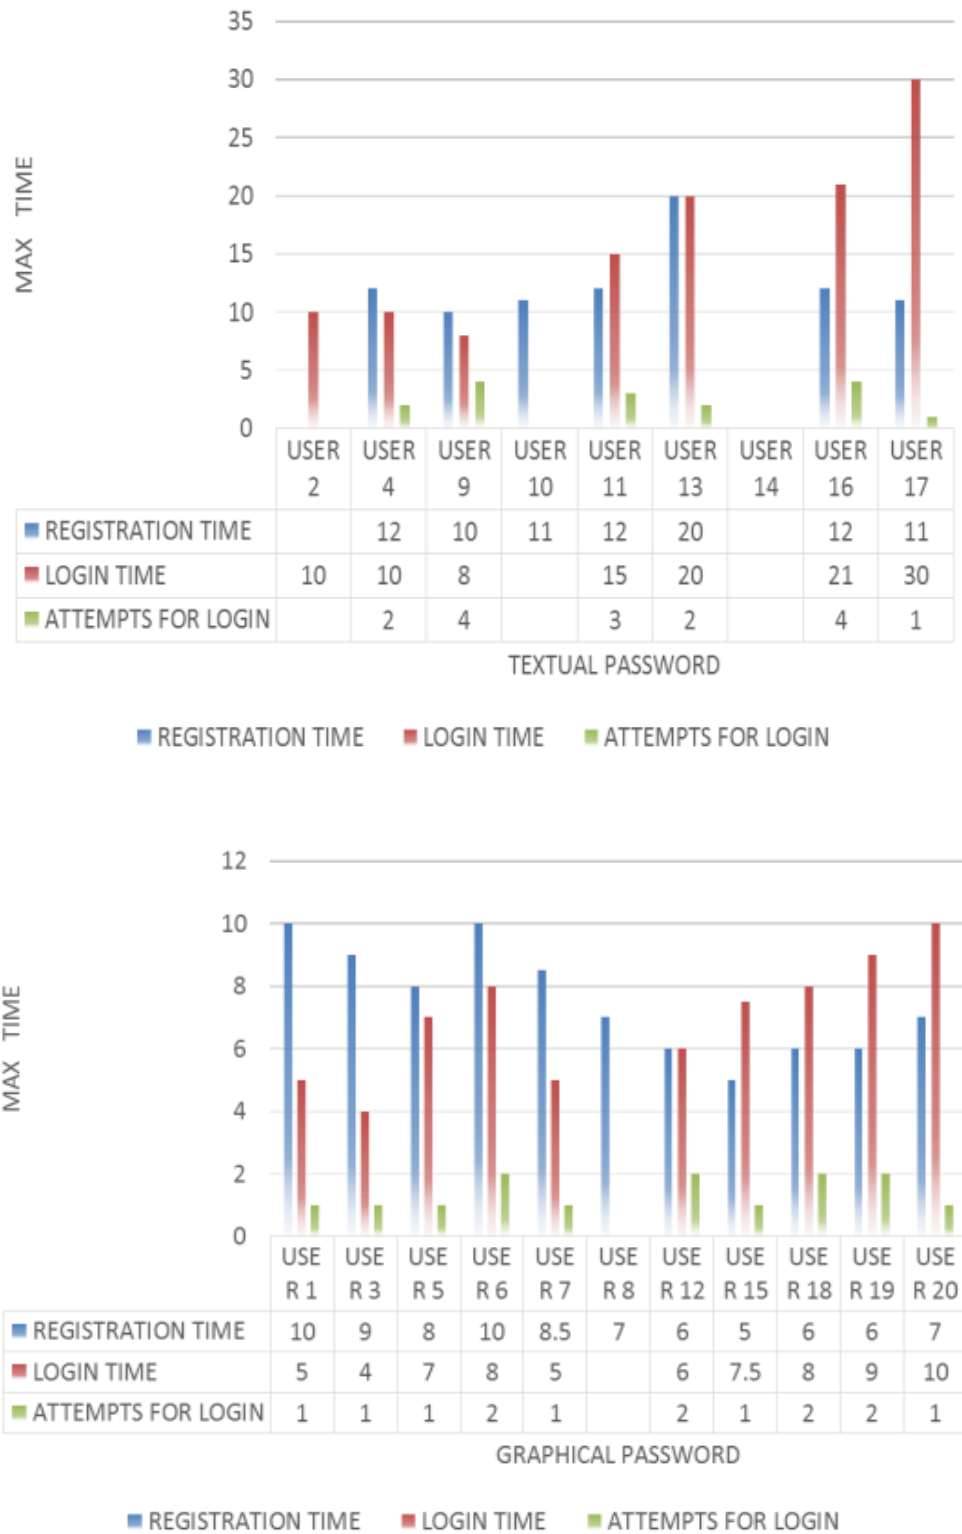 35
30
25
20
15
10
5
0
MAX TIME
USER 2 USER 4 USER 9 USER 10 USER 11 USER 13 USER 14 USER 16 USER 17
REGISTRATION TIME 12 10 11 12 20 12 11
LOGIN TIME 10 10 8 15 20 21 30
ATTEMPTS FOR LOGIN 2 4 3 2 4 1
TEXTUAL PASSWORD
REGISTRATION TIME LOGIN TIME ATTEMPTS FOR LOGIN
12
10
8
6
4
2
0
MAX TIME
USE USE USE USE USE USE USE USE USE USE USE
R 1 R 3 R 5 R 6 R 7 R 8 R 12 R 15 R 18 R 19 R 20
REGISTRATION TIME 10 9 8 10 8.5 7 6 5 6 6 7
LOGIN TIME 5 4 7 8 5 6 7.5 8 9 10
ATTEMPTS FOR LOGIN 1 1 1 2 1 2 1 2 2 1
GRAPHICAL PASSWORD
REGISTRATION TIME LOGIN TIME ATTEMPTS FOR LOGIN